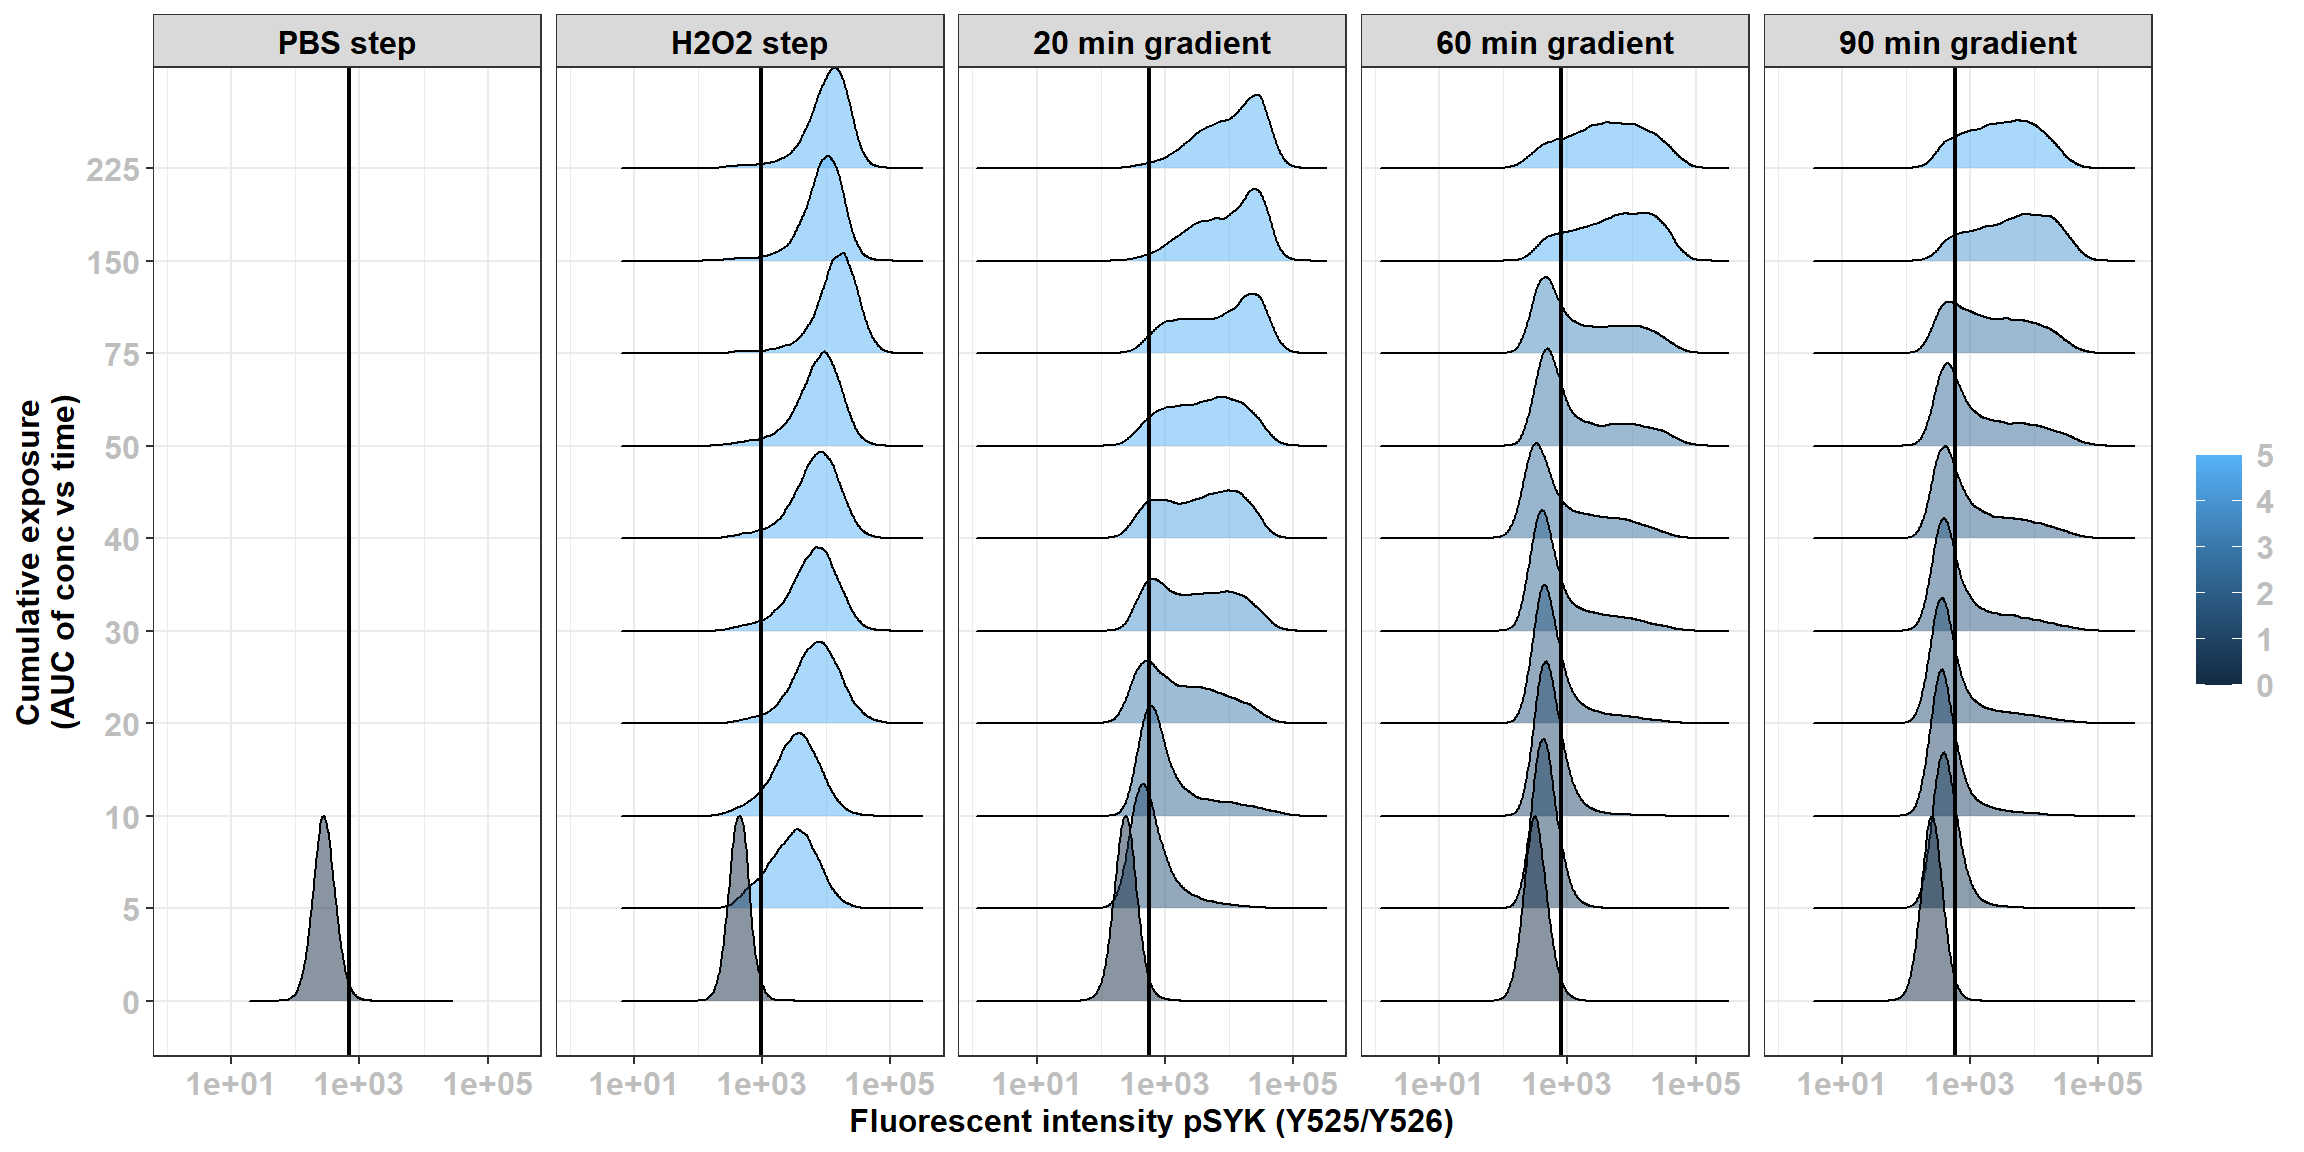 PBS step
H2O2 step
20 min gradient
60 min gradient
90 min gradient
Cumulative exposure
(AUC of conc vs time)
225
150
75
50
40
30
20
10
5
0
1e+01 1e+03 1e+05
1e+01 1e+03 1e+05
1e+01 1e+03 1e+05
1e+01 1e+03 1e+05
1e+01 1e+03 1e+05
Fluorescent intensity pSYK (Y525/Y526)
5
4
3
2
1
0